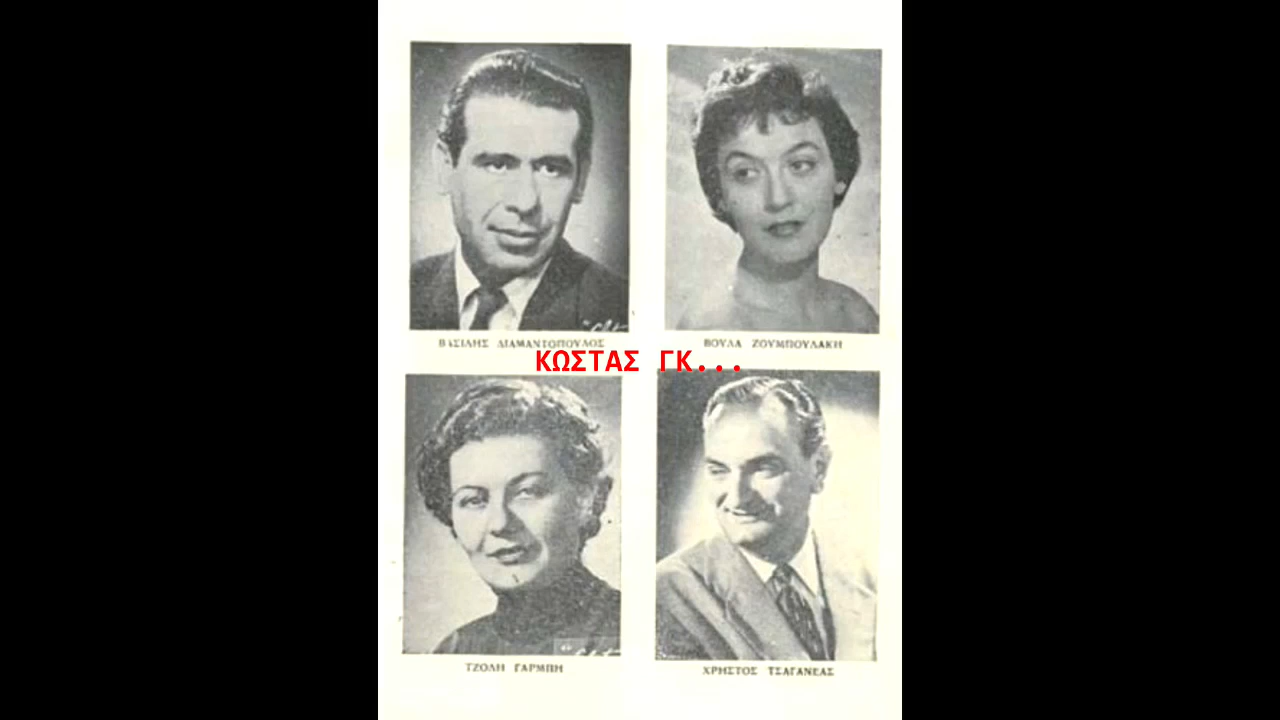 ΒΑΣΙΛΗΣ ΔΙΑΜΑΝΤΟΠΟΥΛΟΣ
ΒΟΥΛΑ ΖΟΥΜΠΟΥΛΑΚΗ
ΚΩΣΤΑΣ ΓΚ...
ΤΖΟΛΗ ΓΑΡΜΠΗ
ΧΡΗΣΤΟΣ ΤΣΑΓΑΝΕΑΣ